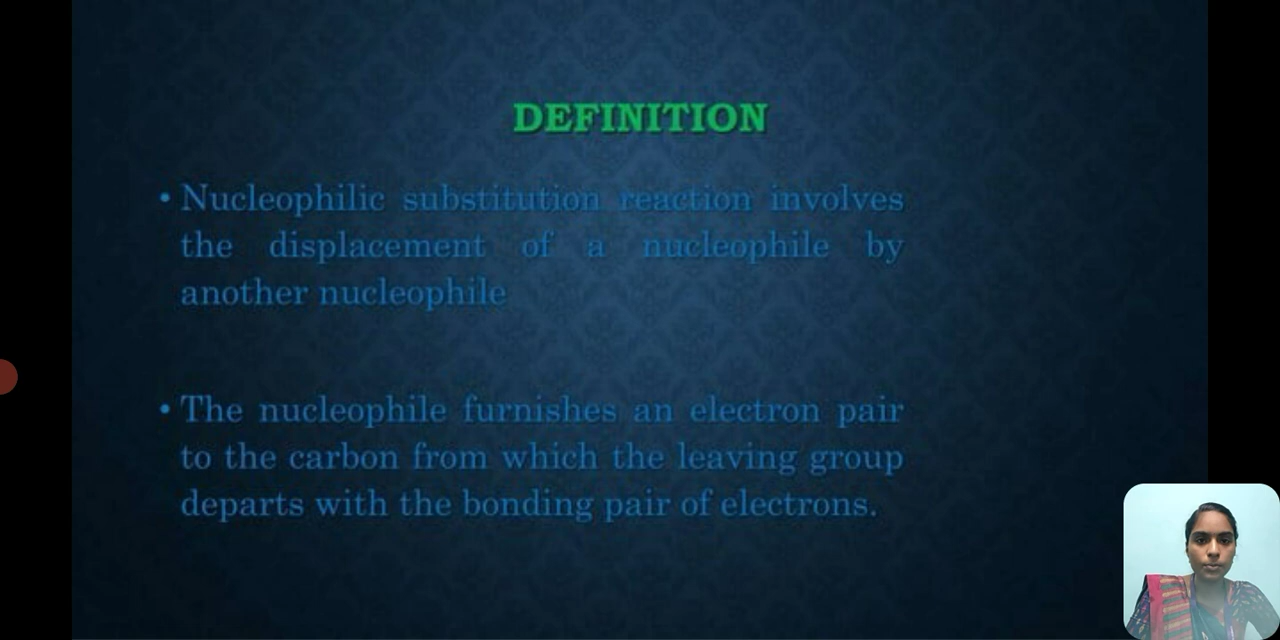 DEFINITION
• Nucleophilic substitution reaction involves
the displacement of a nucleophile by
another nucleophile
• The nucleophile furnishes an electron pair
to the carbon from which the leaving group
departs with the bonding pair of electrons.